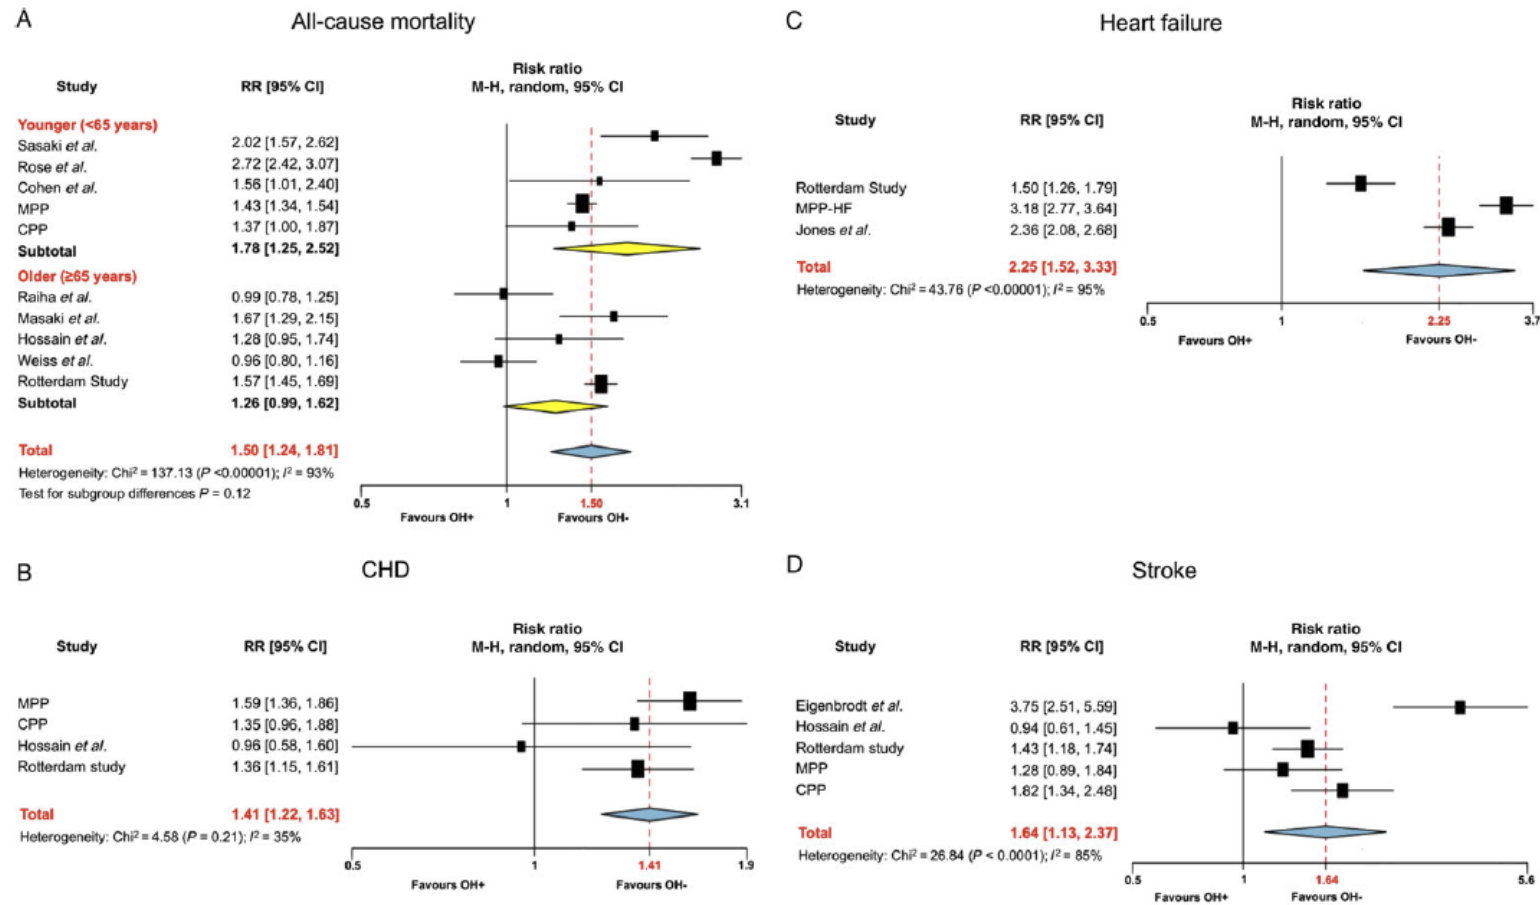 A
All-cause mortality
Risk ratio
Study RR [95% CI] M-H, random, 95% CI
Younger (<65 years)
Sasaki et al. 2.02 [1.57, 2.62]
Rose et al. 2.72 [2.42, 3.07]
Cohen et al. 1.56 [1.01, 2.40]
MPP 1.43 [1.34, 1.54]
CPP 1.37 [1.00, 1.87]
Subtotal 1.78 [1.25, 2.52]
Older (≥65 years)
Raiha et al. 0.99 [0.78, 1.25]
Masaki et al. 1.67 [1.29, 2.15]
Hossain et al. 1.28 [0.95, 1.74]
Weiss et al. 0.96 [0.80, 1.16]
Rotterdam Study 1.57 [1.45, 1.69]
Subtotal 1.26 [0.99, 1.62]
Total 1.50 [1.24, 1.81]
Heterogeneity: Chi² = 137.13 (P <0.00001); I² = 93%
Test for subgroup differences P = 0.12
0.5 1 1.50 3.1
Favours OH+ Favours OH-
B
CHD
Risk ratio
Study RR [95% CI] M-H, random, 95% CI
MPP 1.59 [1.36, 1.86]
CPP 1.35 [0.96, 1.88]
Hossain et al. 0.96 [0.58, 1.60]
Rotterdam study 1.36 [1.15, 1.61]
Total 1.41 [1.22, 1.63]
Heterogeneity: Chi² = 4.58 (P = 0.21); I² = 35%
0.5 1 1.41 1.9
Favours OH+ Favours OH-
C
Heart failure
Risk ratio
Study RR [95% CI] M-H, random, 95% CI
Rotterdam Study 1.50 [1.26, 1.79]
MPP-HF 3.18 [2.77, 3.64]
Jones et al. 2.36 [2.08, 2.68]
Total 2.25 [1.52, 3.33]
Heterogeneity: Chi² = 43.76 (P <0.00001); I² = 95%
0.5 1 2.25 3.7
Favours OH+ Favours OH-
D
Stroke
Risk ratio
Study RR [95% CI] M-H, random, 95% CI
Eigenbrodt et al. 3.75 [2.51, 5.59]
Hossain et al. 0.94 [0.61, 1.45]
Rotterdam study 1.43 [1.18, 1.74]
MPP 1.28 [0.89, 1.84]
CPP 1.82 [1.34, 2.48]
Total 1.64 [1.13, 2.37]
Heterogeneity: Chi² = 26.84 (P < 0.0001); I² = 85%
0.5 1 1.64 5.6
Favours OH+ Favours OH-